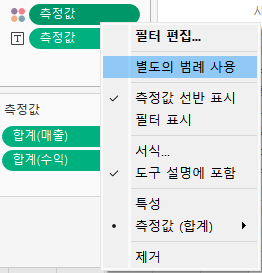 측정값
측정값
측정값
합계(매출)
합계(수익)
필터 편집...
별도의 범례 사용
측정값 선반 표시
필터 표시
서식...
도구 설명에 포함
특성
측정값 (합계)
제거